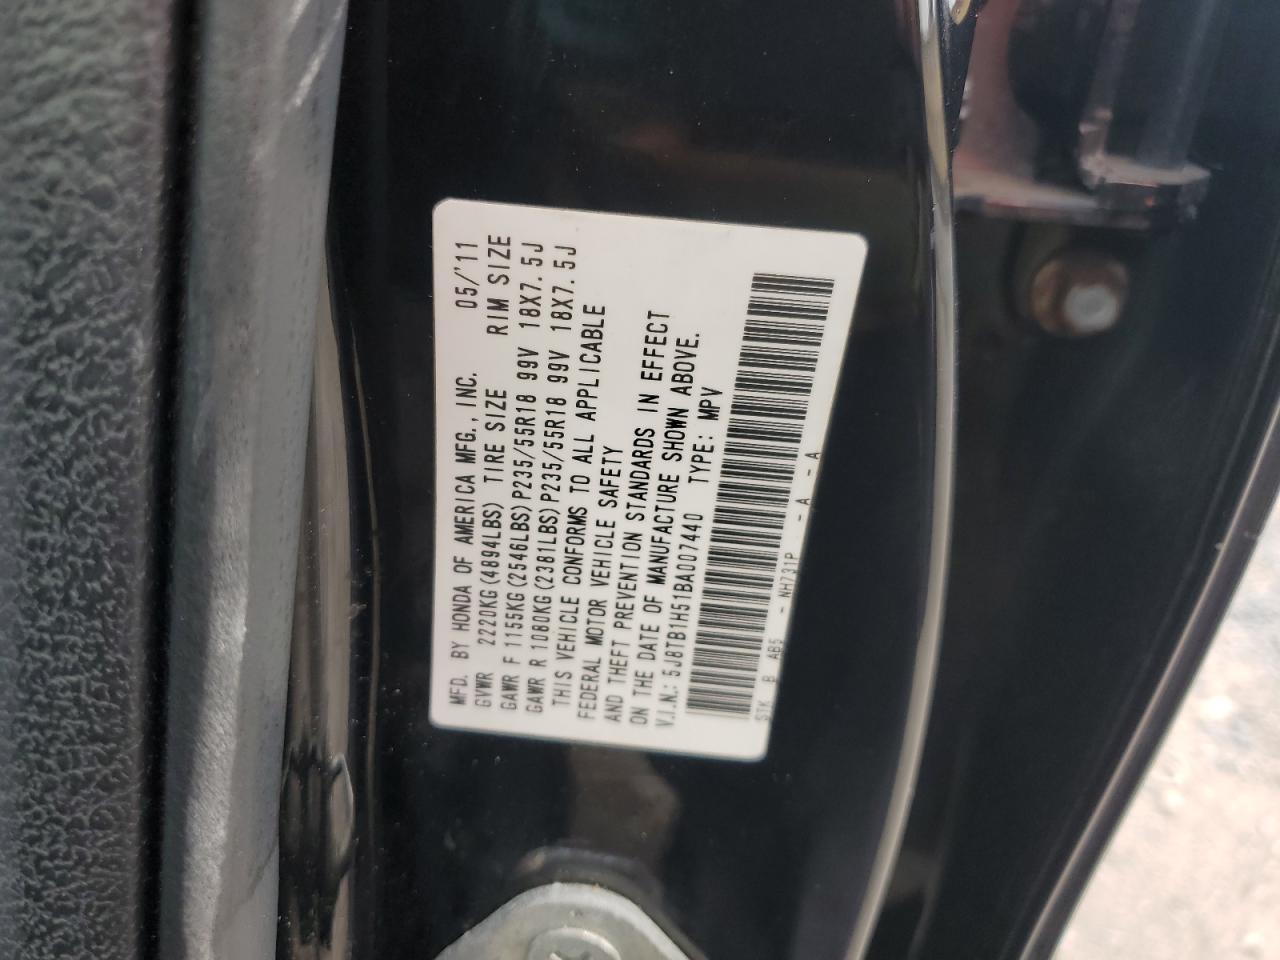 MFD. BY HONDA OF AMERICA MFG., INC. 05/'11
GVWR 2220KG(4894LBS) TIRE SIZE RIM SIZE
GAWR F 1155KG(2546LBS)P235/55R18 99V 18X7.5J
GAWR R 1080KG(2381LBS)P235/55R18 99V 18X7.5J
THIS VEHICLE CONFORMS TO ALL APPLICABLE
FEDERAL MOTOR VEHICLE SAFETY
AND THEFT PREVENTION STANDARDS IN EFFECT
ON THE DATE OF MANUFACTURE SHOWN ABOVE.
V.I.N.: 5J8TB1H51BA007440 TYPE: MPV
STK B AB5 - NH731P - A - A